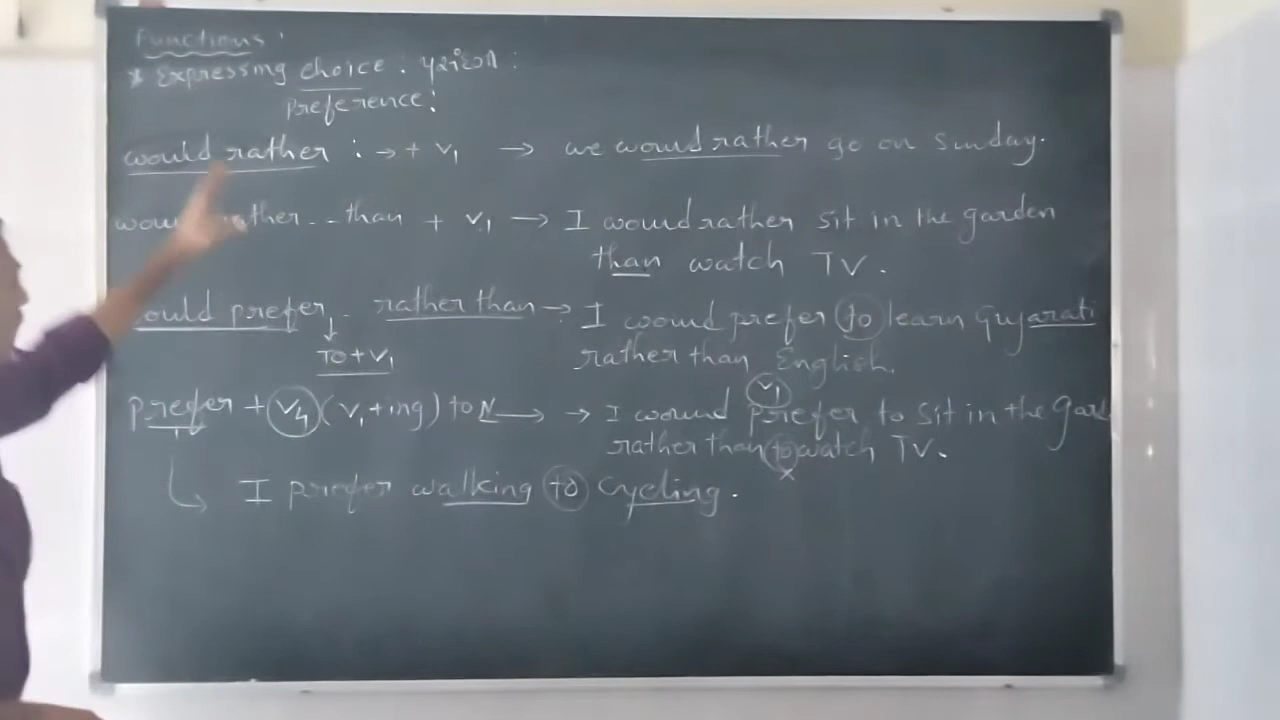 Functions :
* Expressing choice : પસંદગી :
preference :
would rather : → + V1 → we would rather go on Sunday.
rather .. than + V1 → I would rather sit in the garden
than watch TV.
would prefer .. rather than → I would prefer to learn Gujarati
To + V1 rather than English.
prefer + V4 (V1 + ing) to N → → I would prefer to sit in the
V1
rather than to watch TV.
x
I prefer walking to cycling.